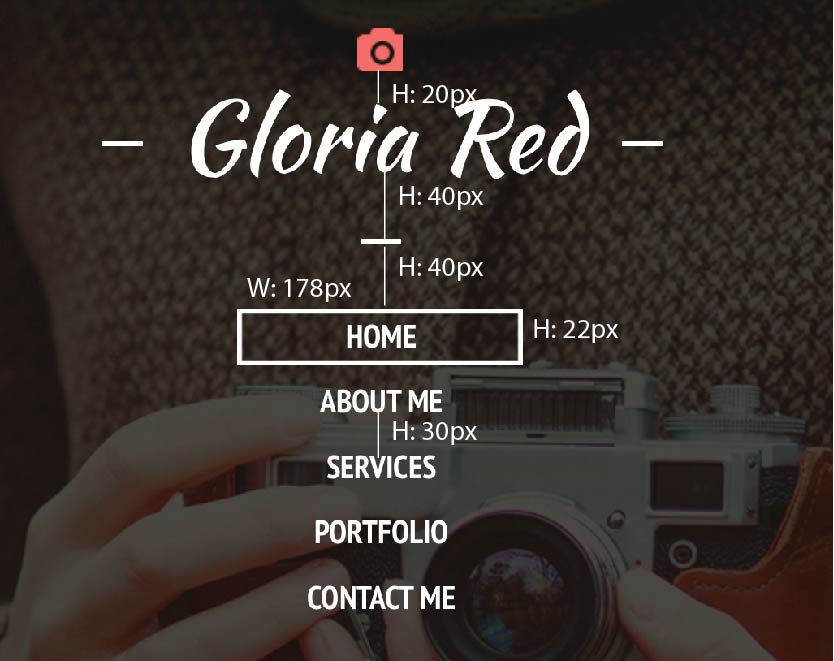 H: 20px
— Gloria Red —
H: 40px
H: 40px
W: 178px
HOME
H: 22px
ABOUT ME
H: 30px
SERVICES
PORTFOLIO
CONTACT ME